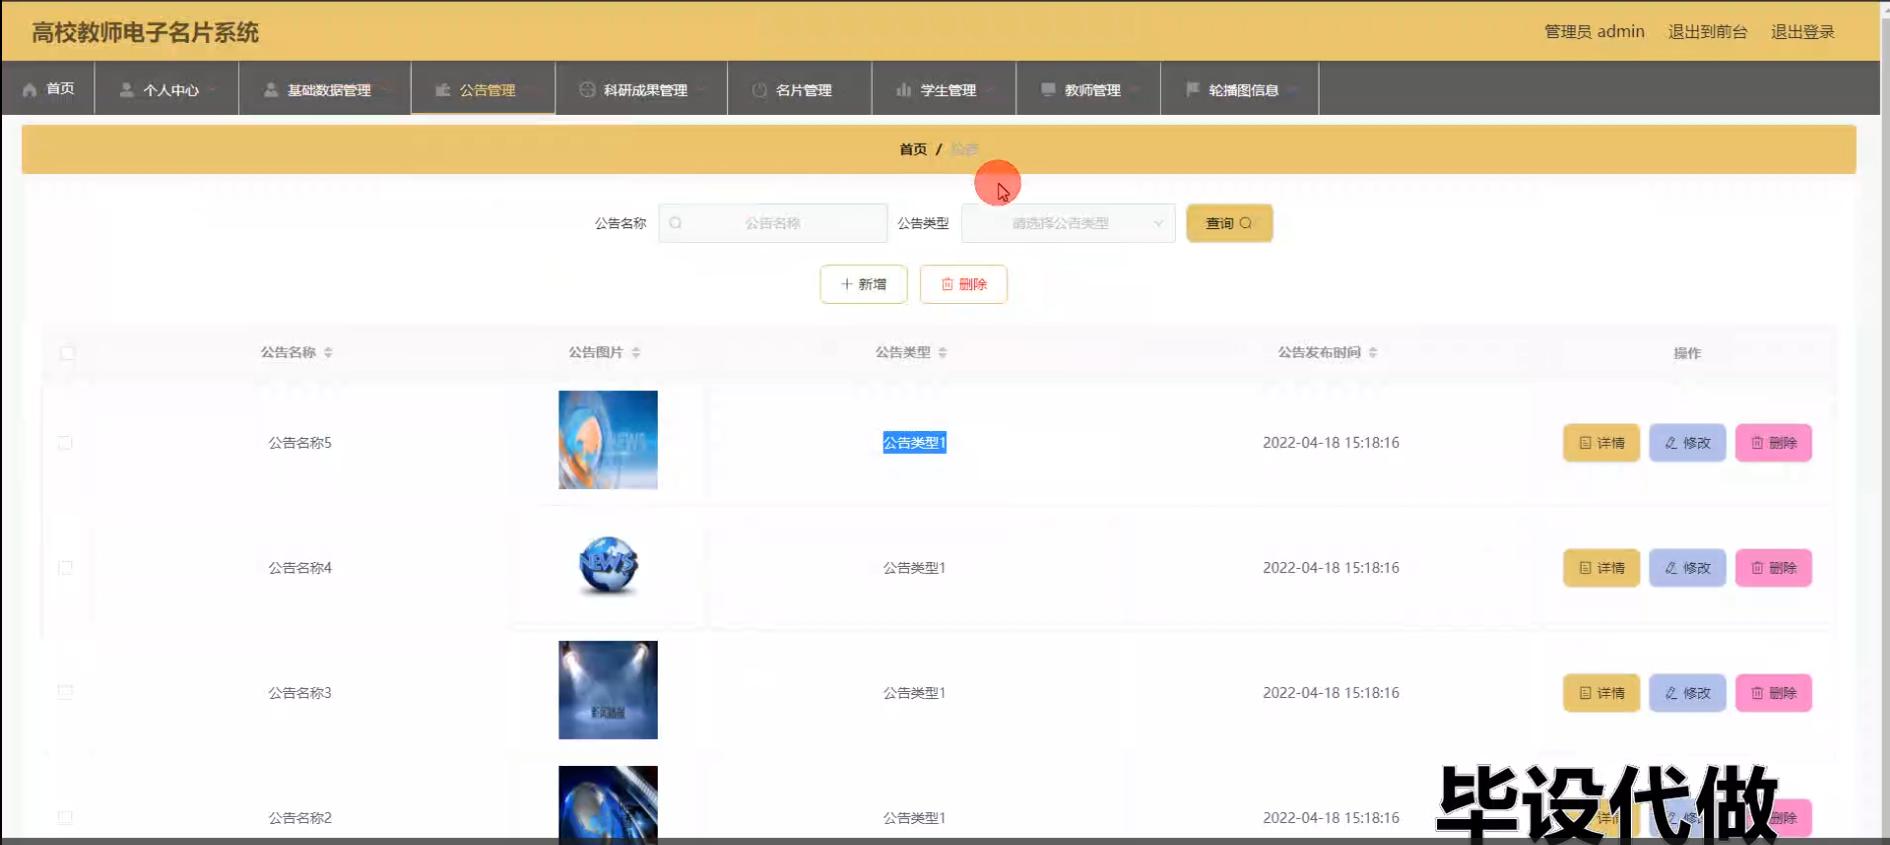 高校教师电子名片系统
管理员 admin 退出到前台 退出登录
首页 个人中心 基础数据管理 公告管理 科研成果管理 名片管理 学生管理 教师管理 轮播图信息
首页 / 公告
公告名称 公告名称 公告类型 请选择公告类型 查询
新增 删除
公告名称 公告图片 公告类型 公告发布时间 操作
公告名称5 NEWS 公告类型1 2022-04-18 15:18:16 详情 修改 删除
公告名称4 NEWS 公告类型1 2022-04-18 15:18:16 详情 修改 删除
公告名称3 公告类型1 2022-04-18 15:18:16 详情 修改 删除
公告名称2 公告类型1 2022-04-18 15:18:16
毕设代做